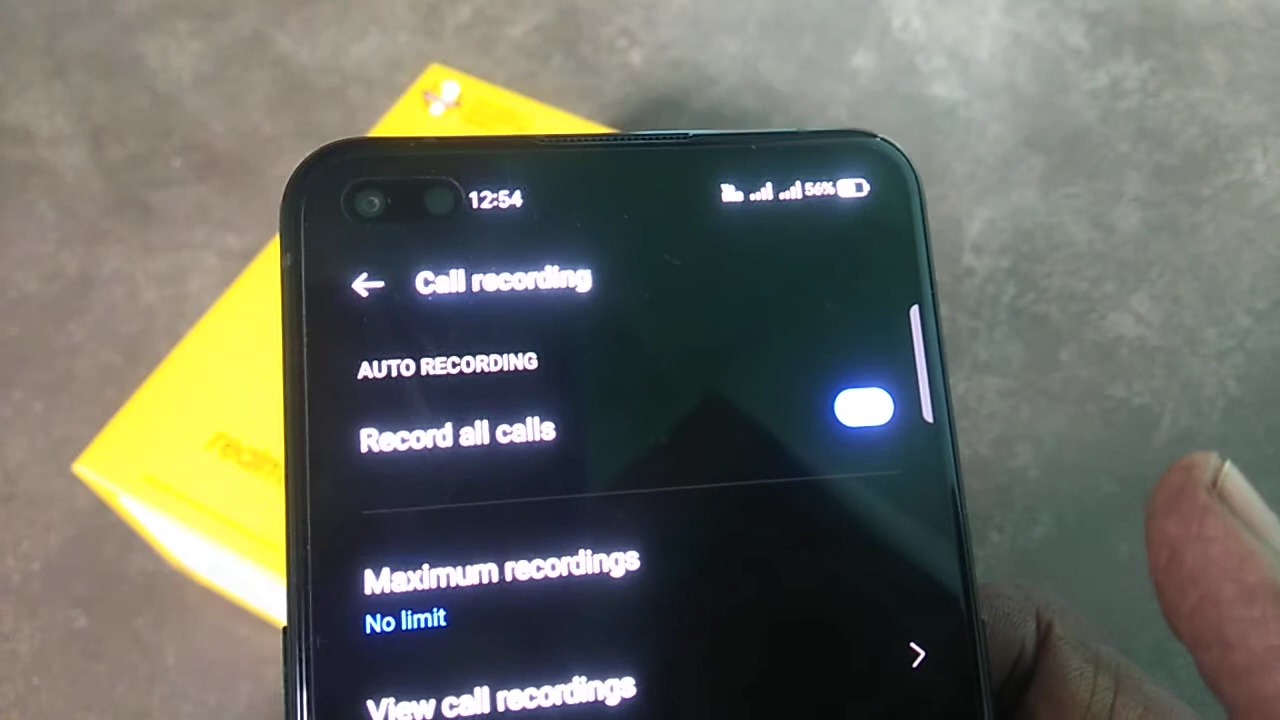 12:54
56%
Call recording
AUTO RECORDING
Record all calls
Maximum recordings
No limit
View call recordings